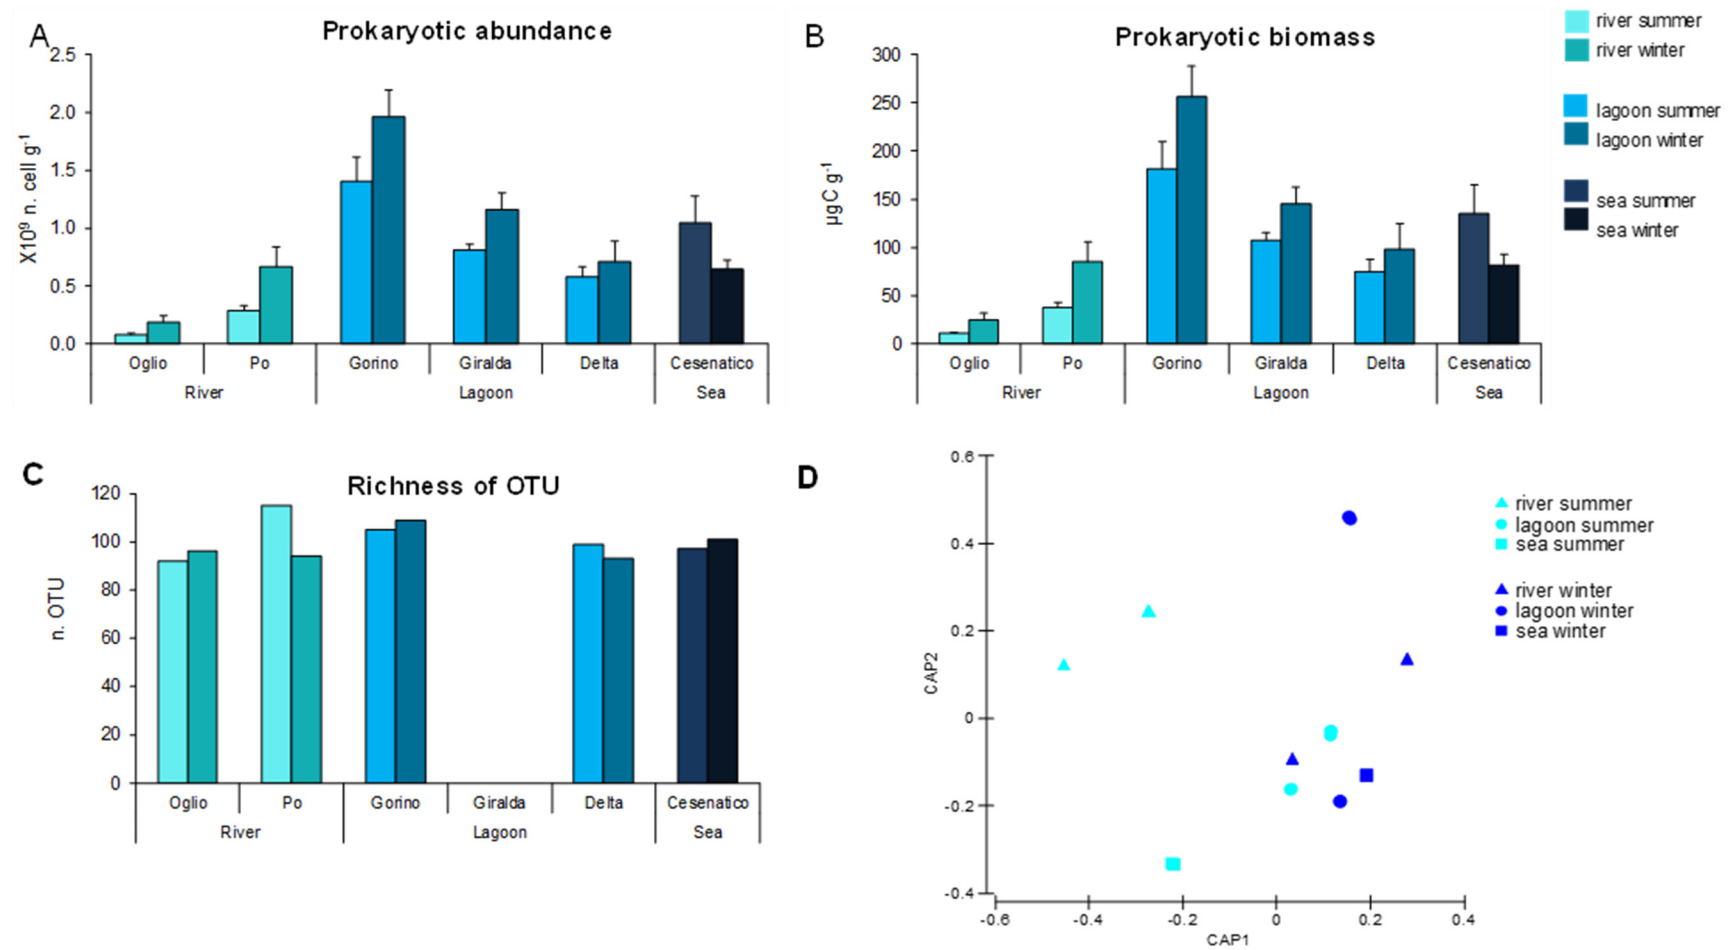 A
Prokaryotic abundance
2.5
2.0
1.5
1.0
0.5
0.0
X10⁹ n. cell g⁻¹
Oglio Po Gorino Giralda Delta Cesenatico
River Lagoon Sea
B
Prokaryotic biomass
300
250
200
150
100
50
0
µgC g⁻¹
Oglio Po Gorino Giralda Delta Cesenatico
River Lagoon Sea
river summer
river winter
lagoon summer
lagoon winter
sea summer
sea winter
C
Richness of OTU
120
100
80
60
40
20
0
n. OTU
Oglio Po Gorino Giralda Delta Cesenatico
River Lagoon Sea
D
0.6
0.4
0.2
0
-0.2
-0.4
CAP2
-0.6 -0.4 -0.2 0 0.2 0.4
CAP1
river summer
lagoon summer
sea summer
river winter
lagoon winter
sea winter